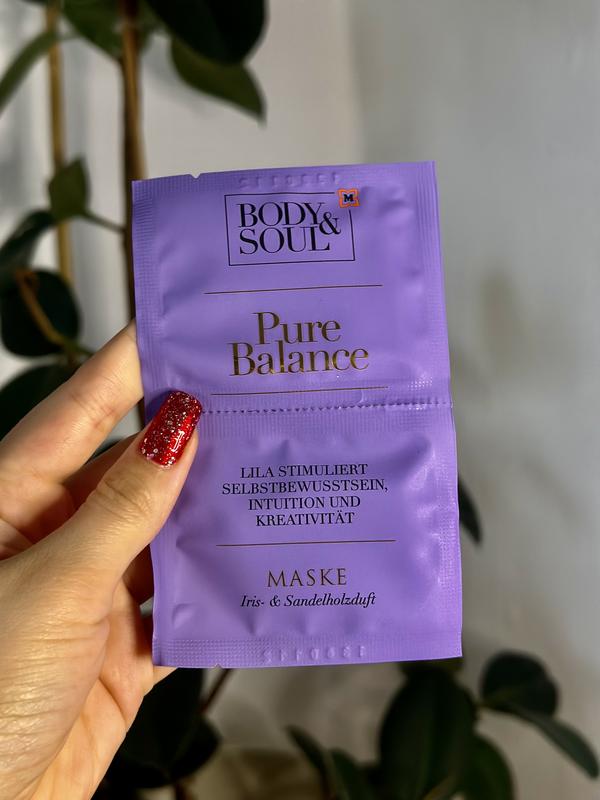 BODY&
SOUL
M
Pure
Balance
LILA STIMULIERT
SELBSTBEWUSSTSEIN,
INTUITION UND
KREATIVITÄT
MASKE
Iris- & Sandelholzduft